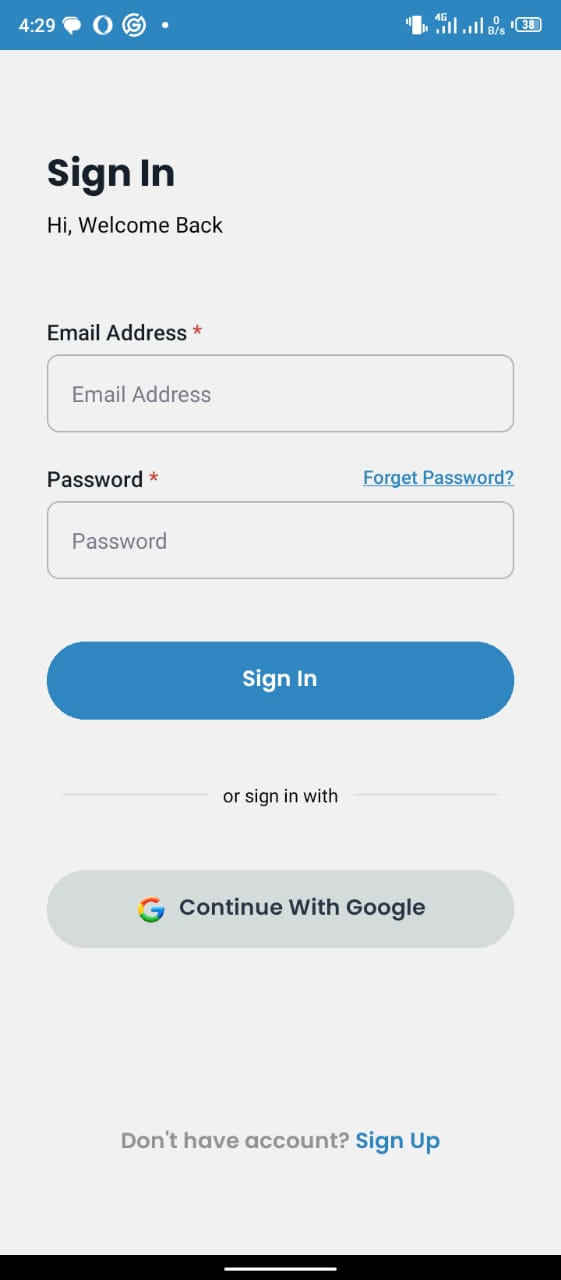 4:29
4G
0
B/s
38
Sign In
Hi, Welcome Back
Email Address *
Email Address
Password * Forget Password?
Password
Sign In
or sign in with
Continue With Google
Don't have account? Sign Up